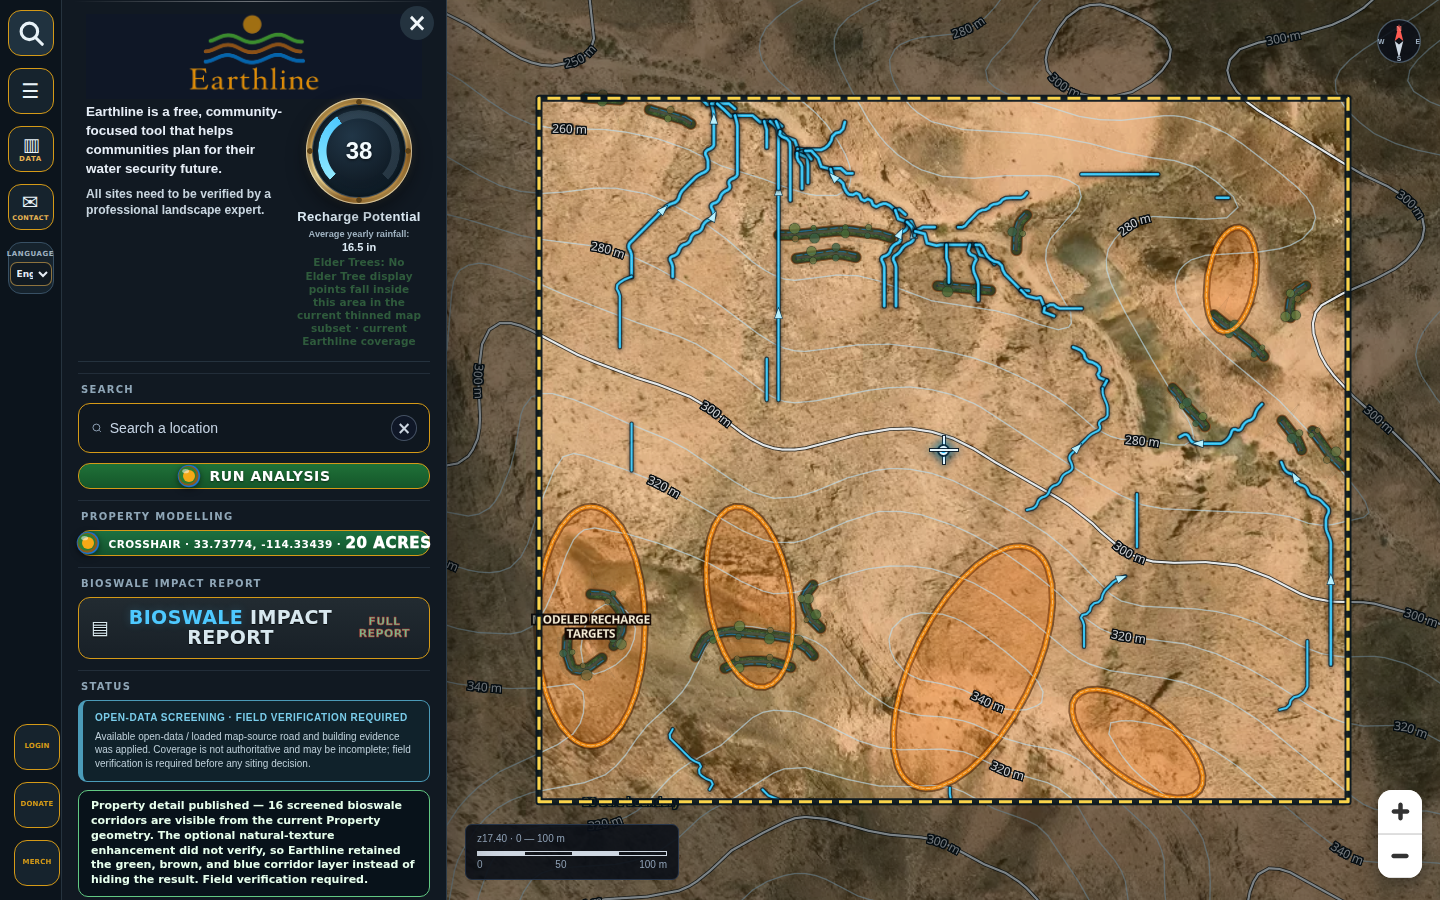 DATA
CONTACT
LANGUAGE
Eng
LOGIN
DONATE
MERCH
Earthline
Earthline is a free, community-
focused tool that helps
communities plan for their
water security future.
All sites need to be verified by a
professional landscape expert.
38
Recharge Potential
Average yearly rainfall:
16.5 in
Elder Trees: No
Elder Tree display
points fall inside
this area in the
current thinned map
subset · current
Earthline coverage
SEARCH
Search a location
RUN ANALYSIS
PROPERTY MODELLING
CROSSHAIR · 33.73774, -114.33439 · 20 ACRES
BIOSWALE IMPACT REPORT
BIOSWALE IMPACT
REPORT
FULL
REPORT
STATUS
OPEN-DATA SCREENING · FIELD VERIFICATION REQUIRED
Available open-data / loaded map-source road and building evidence
was applied. Coverage is not authoritative and may be incomplete; field
verification is required before any siting decision.
Property detail published — 16 screened bioswale
corridors are visible from the current Property
geometry. The optional natural-texture
enhancement did not verify, so Earthline retained
the green, brown, and blue corridor layer instead of
hiding the result. Field verification required.
250 m
280 m
300 m
300 m
N
W
E
S
260 m
280 m
280 m
300 m
300 m
300 m
280 m
300 m
320 m
300 m
300 m
ODELED RECHARGE
TARGETS
320 m
340 m
340 m
320 m
320 m
320 m
300 m
340 m
z17.40 · 0 — 100 m
0
50
100 m